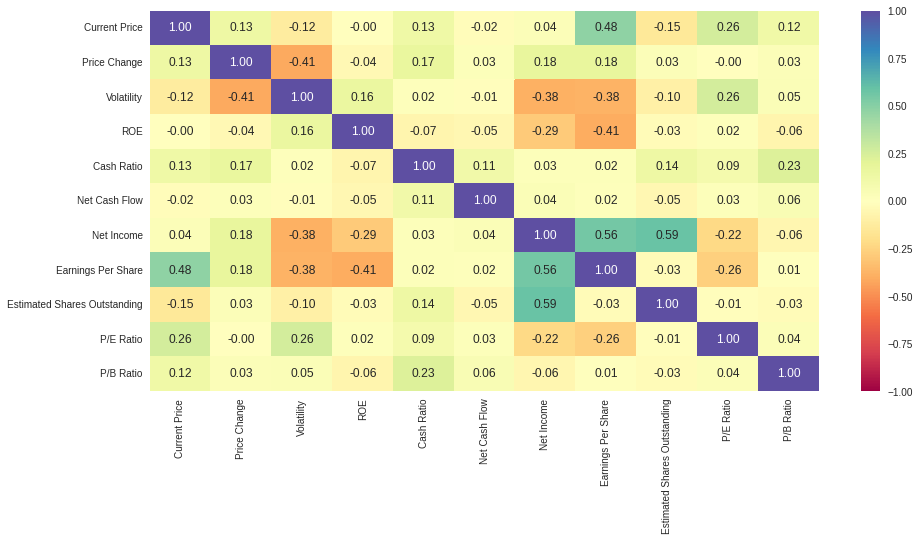 Current Price 1.00 0.13 -0.12 -0.00 0.13 -0.02 0.04 0.48 -0.15 0.26 0.12
Price Change 0.13 1.00 -0.41 -0.04 0.17 0.03 0.18 0.18 0.03 -0.00 0.03
Volatility -0.12 -0.41 1.00 0.16 0.02 -0.01 -0.38 -0.38 -0.10 0.26 0.05
ROE -0.00 -0.04 0.16 1.00 -0.07 -0.05 -0.29 -0.41 -0.03 0.02 -0.06
Cash Ratio 0.13 0.17 0.02 -0.07 1.00 0.11 0.03 0.02 0.14 0.09 0.23
Net Cash Flow -0.02 0.03 -0.01 -0.05 0.11 1.00 0.04 0.02 -0.05 0.03 0.06
Net Income 0.04 0.18 -0.38 -0.29 0.03 0.04 1.00 0.56 0.59 -0.22 -0.06
Earnings Per Share 0.48 0.18 -0.38 -0.41 0.02 0.02 0.56 1.00 -0.03 -0.26 0.01
Estimated Shares Outstanding -0.15 0.03 -0.10 -0.03 0.14 -0.05 0.59 -0.03 1.00 -0.01 -0.03
P/E Ratio 0.26 -0.00 0.26 0.02 0.09 0.03 -0.22 -0.26 -0.01 1.00 0.04
P/B Ratio 0.12 0.03 0.05 -0.06 0.23 0.06 -0.06 0.01 -0.03 0.04 1.00
Current Price
Price Change
Volatility
ROE
Cash Ratio
Net Cash Flow
Net Income
Earnings Per Share
Estimated Shares Outstanding
P/E Ratio
P/B Ratio
1.00
0.75
0.50
0.25
0.00
-0.25
-0.50
-0.75
-1.00